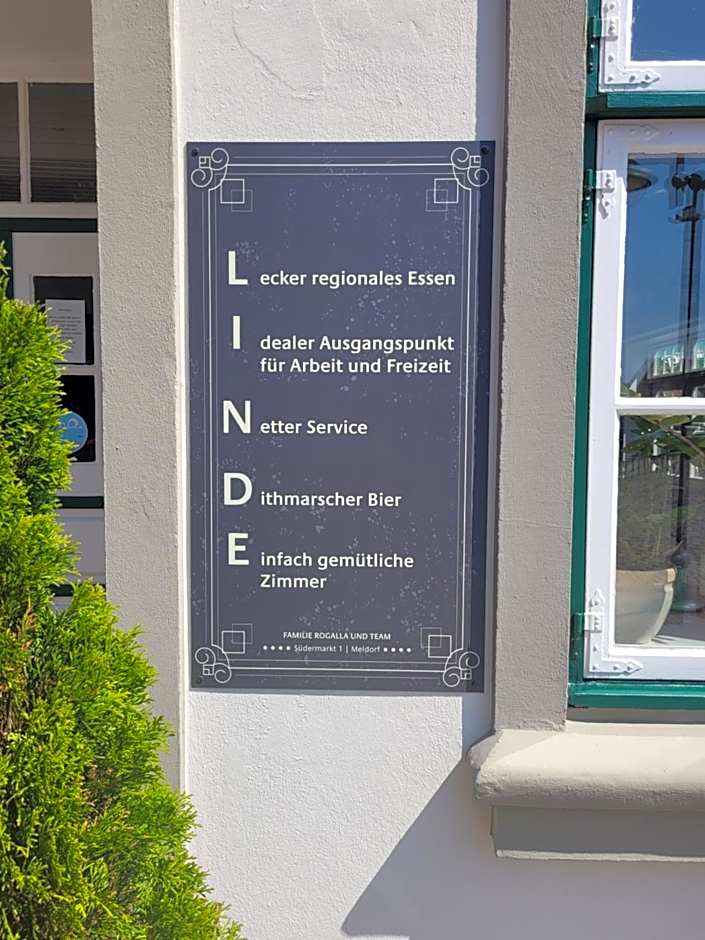 Lecker regionales Essen
Idealer Ausgangspunkt
für Arbeit und Freizeit
Netter Service
Dithmarscher Bier
Einfach gemütliche
Zimmer
FAMILIE ROGALLA UND TEAM
•••• Südermarkt 1 | Meldorf ••••